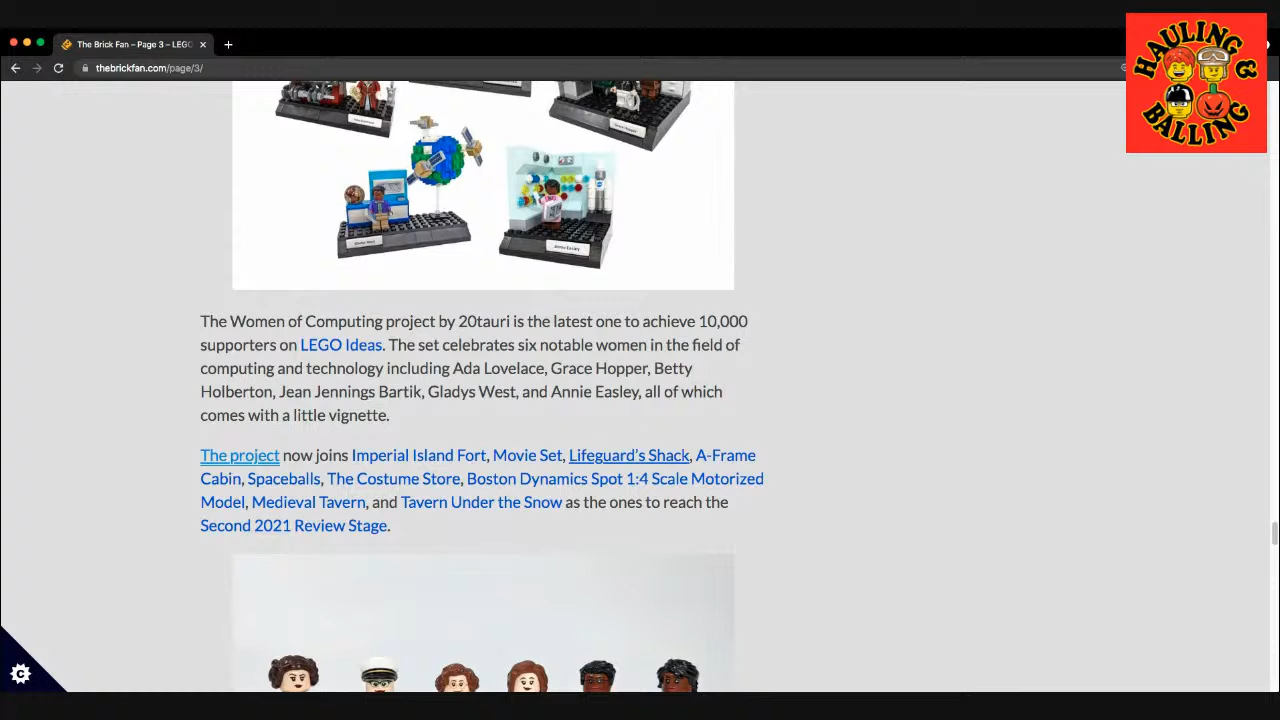 HAULING &
BALLING
The Brick Fan – Page 3 – LEGO
thebrickfan.com/page/3/
Annie Easley
The Women of Computing project by 20tauri is the latest one to achieve 10,000
supporters on LEGO Ideas. The set celebrates six notable women in the field of
computing and technology including Ada Lovelace, Grace Hopper, Betty
Holberton, Jean Jennings Bartik, Gladys West, and Annie Easley, all of which
comes with a little vignette.
The project now joins Imperial Island Fort, Movie Set, Lifeguard’s Shack, A-Frame
Cabin, Spaceballs, The Costume Store, Boston Dynamics Spot 1:4 Scale Motorized
Model, Medieval Tavern, and Tavern Under the Snow as the ones to reach the
Second 2021 Review Stage.